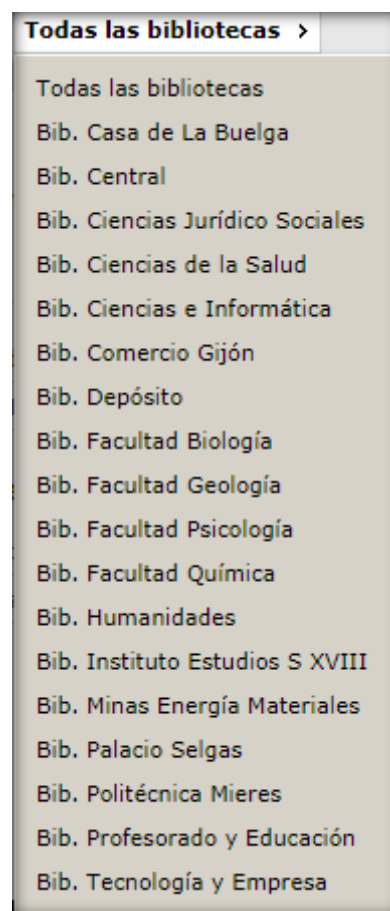 Todas las bibliotecas >
Todas las bibliotecas
Bib. Casa de La Buelga
Bib. Central
Bib. Ciencias Jurídico Sociales
Bib. Ciencias de la Salud
Bib. Ciencias e Informática
Bib. Comercio Gijón
Bib. Depósito
Bib. Facultad Biología
Bib. Facultad Geología
Bib. Facultad Psicología
Bib. Facultad Química
Bib. Humanidades
Bib. Instituto Estudios S XVIII
Bib. Minas Energía Materiales
Bib. Palacio Selgas
Bib. Politécnica Mieres
Bib. Profesorado y Educación
Bib. Tecnología y Empresa